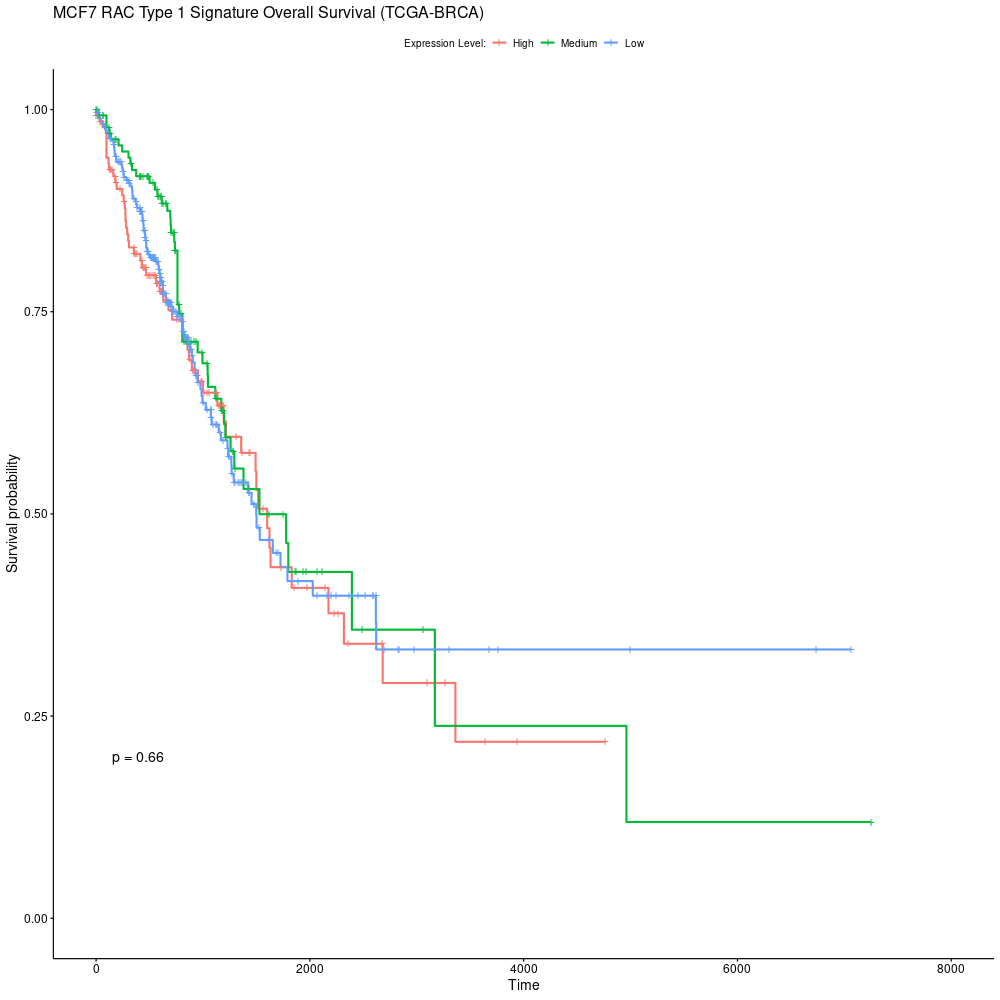 MCF7 RAC Type 1 Signature Overall Survival (TCGA-BRCA)
Expression Level: High Medium Low
1.00
0.75
0.50
0.25
0.00
Survival probability
p = 0.66
0 2000 4000 6000 8000
Time